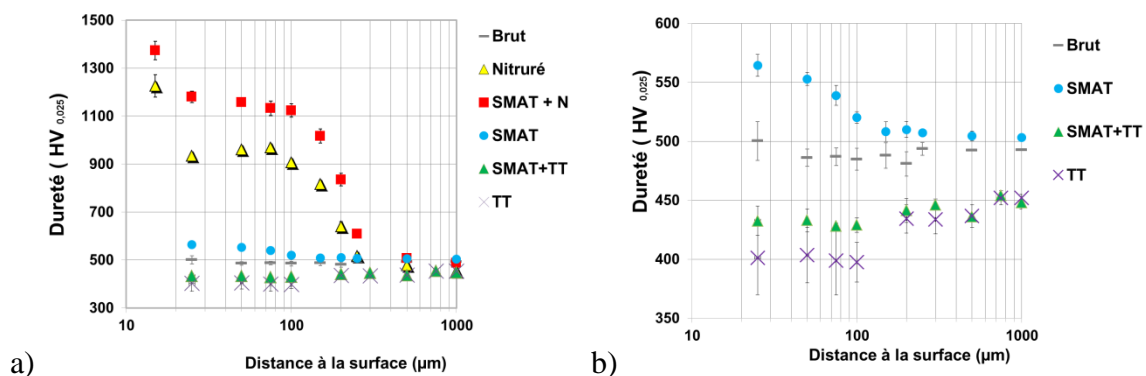 1500
1300
1100
900
700
500
300
10
100
1000
Dureté ( HV 0,025)
Distance à la surface (µm)
Brut
Nitruré
SMAT + N
SMAT
SMAT+TT
TT
a)
600
550
500
450
400
350
10
100
1000
Dureté ( HV 0,025)
Distance à la surface (µm)
Brut
SMAT
SMAT+TT
TT
b)